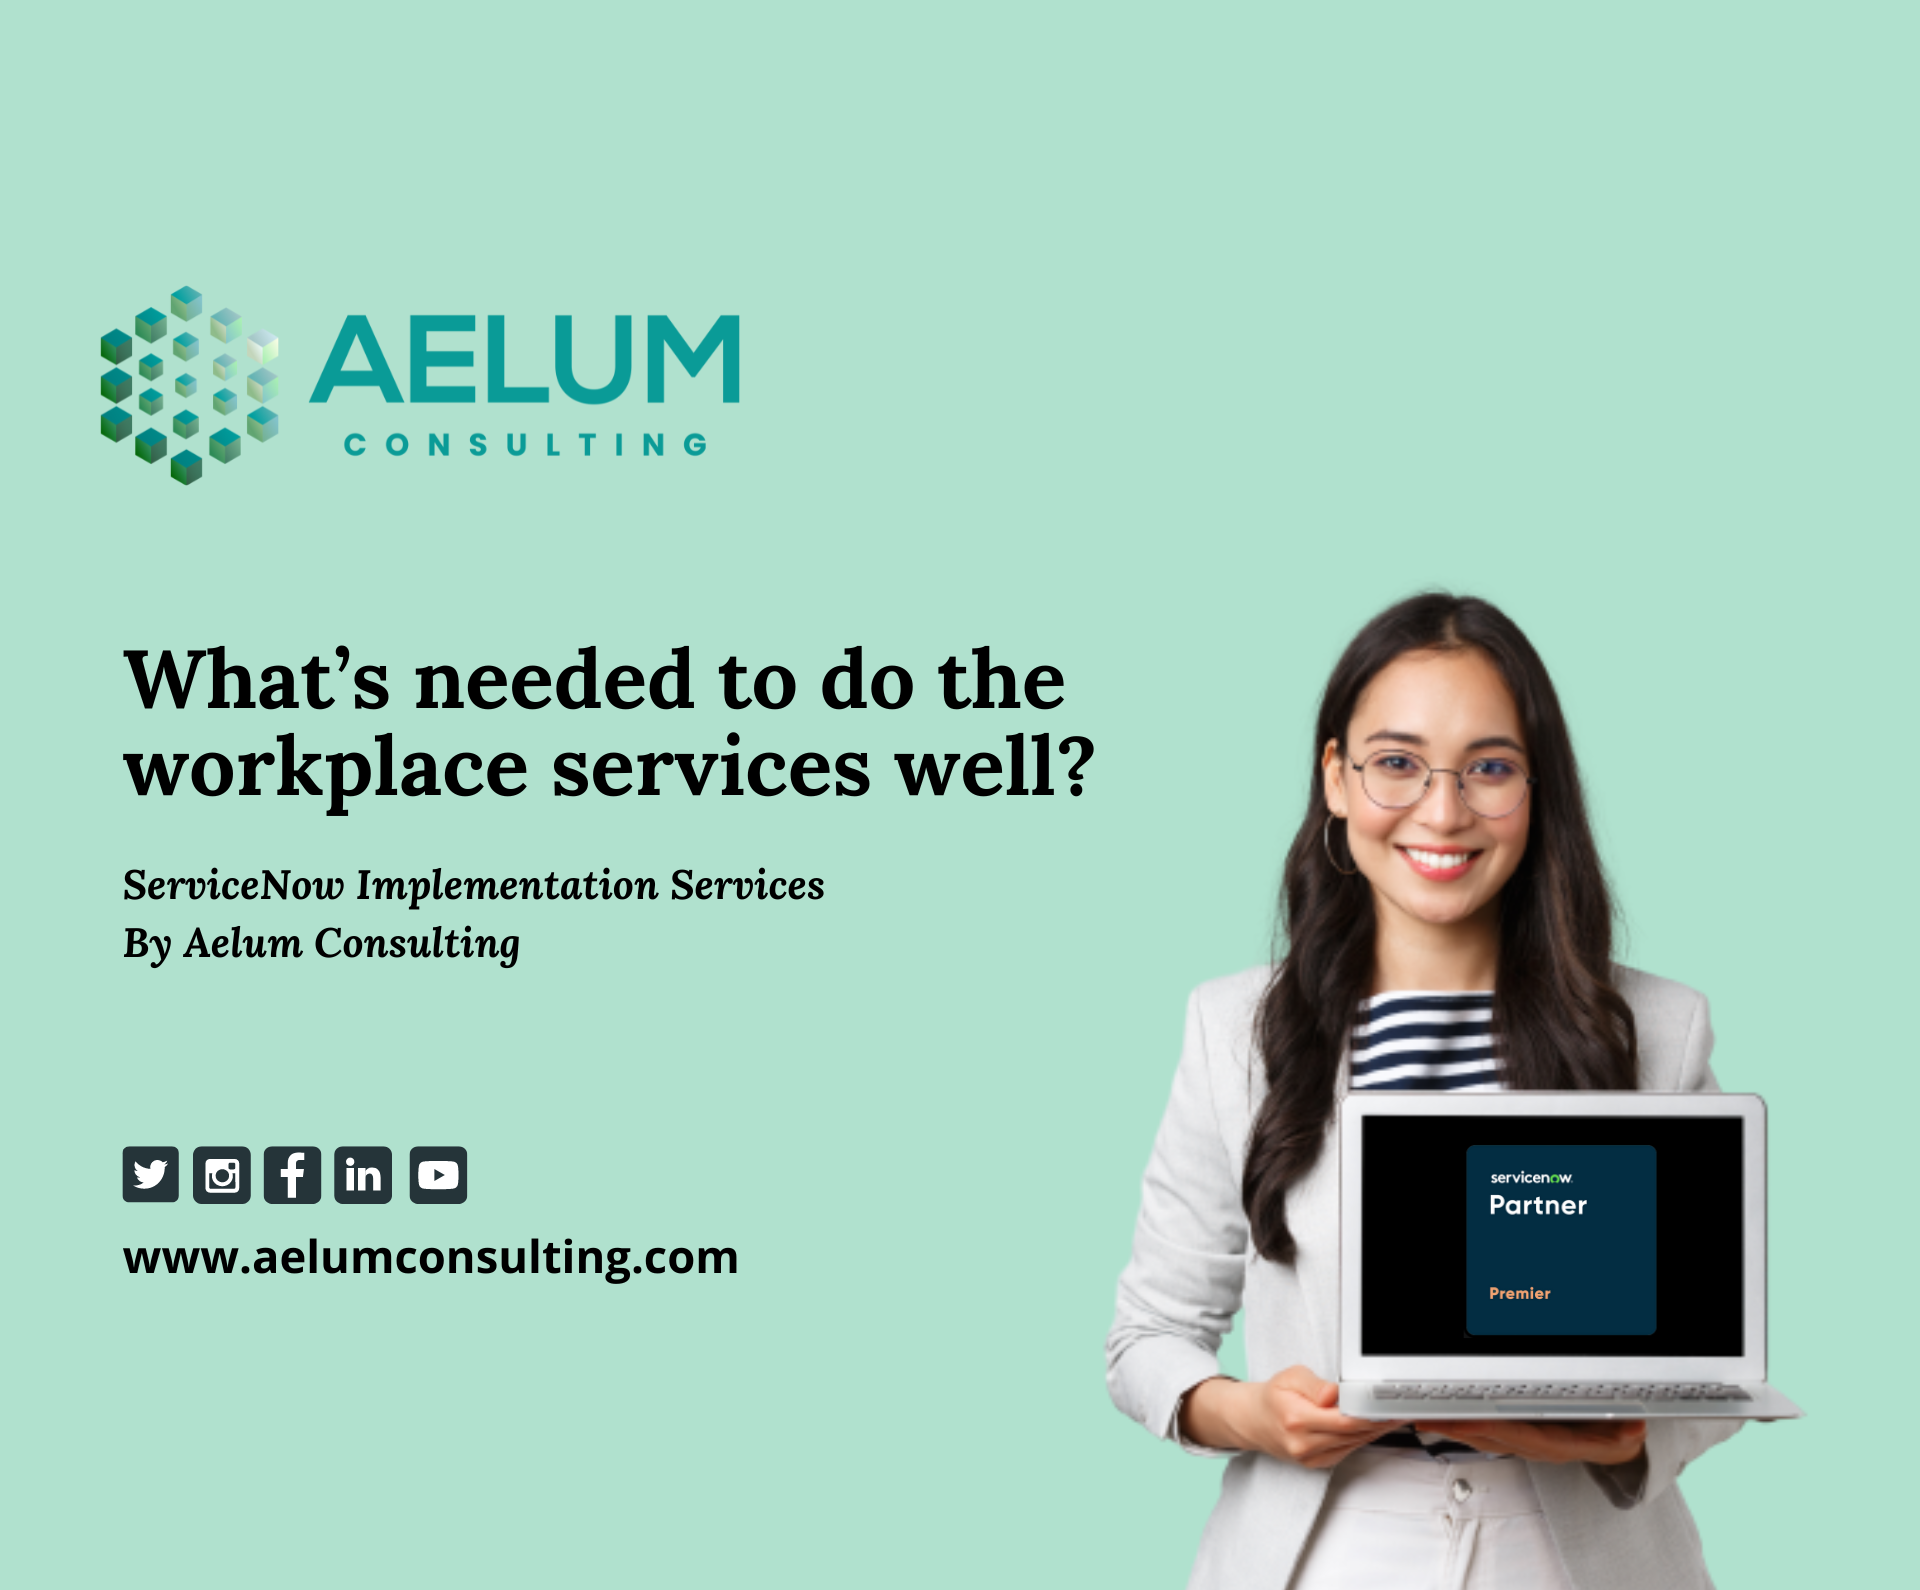 AELUM
CONSULTING
What’s needed to do the
workplace services well?
ServiceNow Implementation Services
By Aelum Consulting
in
www.aelumconsulting.com
servicenow.
Partner
Premier